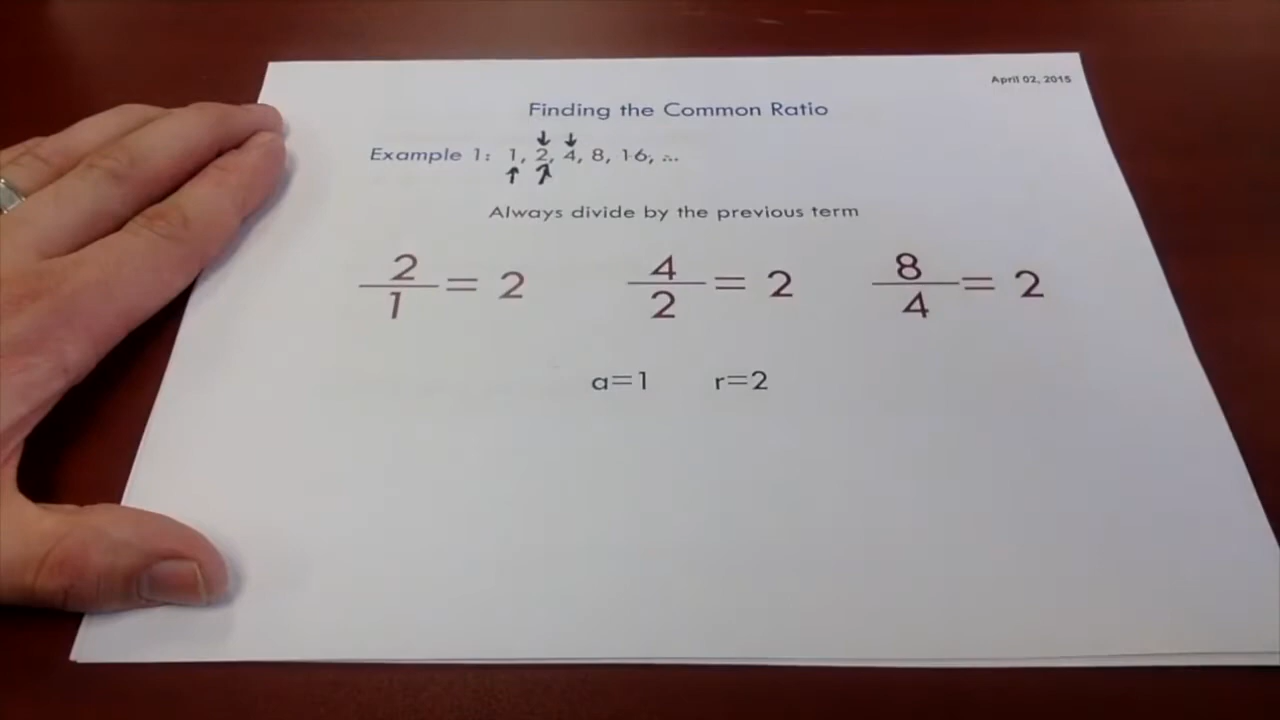 April 02, 2015
Finding the Common Ratio
Example 1: 1, 2, 4, 8, 16, ...
Always divide by the previous term
2/1 = 2 4/2 = 2 8/4 = 2
a=1 r=2